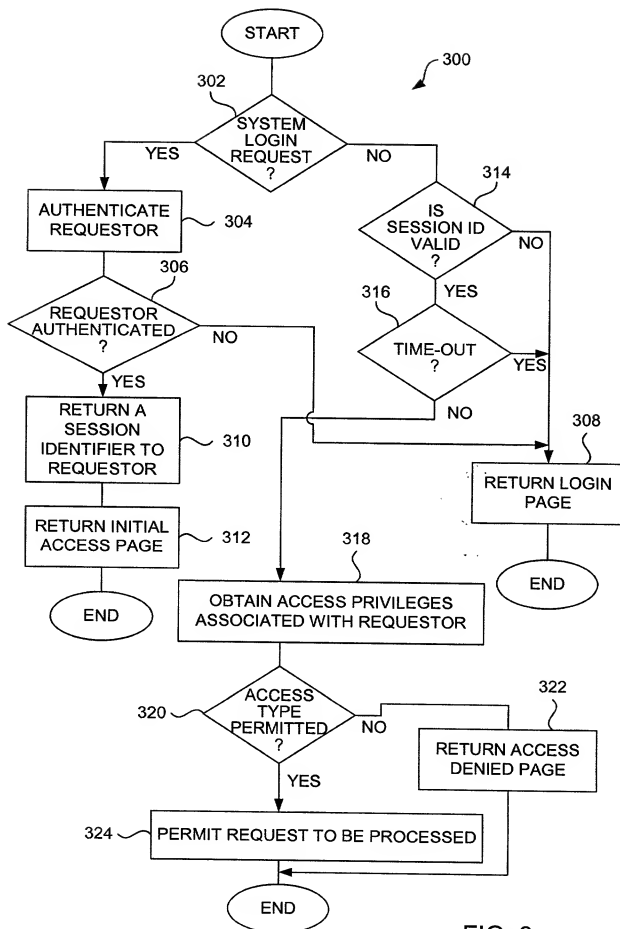 START
300
302
SYSTEM
LOGIN
REQUEST
?
YES
NO
AUTHENTICATE
REQUESTOR
304
314
IS
SESSION ID
VALID
?
NO
YES
306
REQUESTOR
AUTHENTICATED
?
NO
YES
316
TIME-OUT
?
YES
NO
RETURN A
SESSION
IDENTIFIER TO
REQUESTOR
310
308
RETURN LOGIN
PAGE
END
RETURN INITIAL
ACCESS PAGE
312
END
318
OBTAIN ACCESS PRIVILEGES
ASSOCIATED WITH REQUESTOR
320
ACCESS
TYPE
PERMITTED
?
NO
YES
322
RETURN ACCESS
DENIED PAGE
324
PERMIT REQUEST TO BE PROCESSED
END